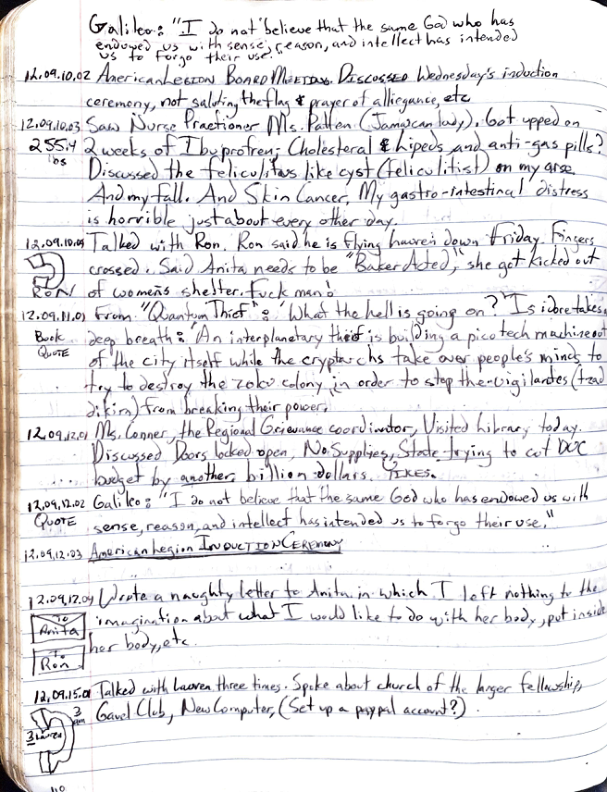 Galileo: "I do not believe that the same God who has
endowed us with sense, reason, and intellect has intended
us to forgo their use."
12.09.10.02 American Legion Board Meeting. Discussed Wednesday's induction
ceremony, not saluting the flag & prayer of alliegance, etc
12.09.10.03 Saw Nurse Practioner Ms. Patten (Jamaican lady). Got upped on
255.4 lbs 2 weeks of Ibuprofren; Cholesteral & Lipeds and anti-gas pills?
Discussed the feliculitus like cyst (feliculitist) on my arse
And my fall. And Skin Cancer, My gastro-intestinal distress
is horrible just about every other day.
12.09.10.04 Talked with Ron. Ron said he is flying Lauren down Friday. Fingers
crossed. Said Anita needs to be "Baker Acted", she got kicked out
Ron of womens shelter. Fuck man!
12.09.11.01 From "Quantum Thief": "What the hell is going on?" Isidore takes
Book deep breath: "An interplanetary thief is building a picotech machine out
Quote of the city itself while the cryptarchs take over people's minds to
try to destroy the zoku colony in order to stop the vigilantes (tzad
dikim) from breaking their power.
12.09.12.01 Ms. Conner, the Regional Grievance coordinator, Visited Library today.
Discussed Doors locked open, No Supplyes, State trying to cut DOC
budget by another billion dollars. Yikes.
12.09.12.02 Galileo: "I do not believe that the same God who has endowed us with
Quote sense, reason, and intellect has intended us to forgo their use."
12.09.12.03 American Legion Induction Ceremony
12.09.12.04 Wrote a naughty letter to Anita in which I left nothing to the
To Anita imagination about what I would like to do with her body, put inside
her body, etc.
To Ron
12.09.15.01 Talked with Lauren three times. Spoke about church of the larger fellowship,
3 Gavel Club, New Computer, (Set up a paypal account?)
3